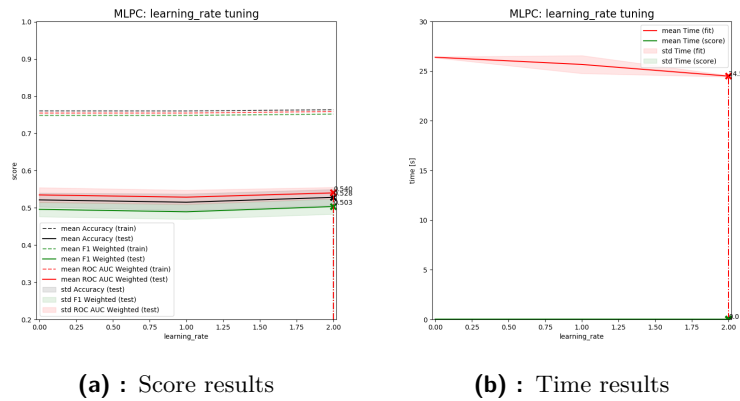 MLPC: learning_rate tuning
1.0
0.9
0.8
0.7
0.6
0.5
0.4
0.3
0.2
score
0.540
0.528
0.503
mean Accuracy (train)
mean Accuracy (test)
mean F1 Weighted (train)
mean F1 Weighted (test)
mean ROC AUC Weighted (train)
mean ROC AUC Weighted (test)
std Accuracy (test)
std F1 Weighted (test)
std ROC AUC Weighted (test)
0.00 0.25 0.50 0.75 1.00 1.25 1.50 1.75 2.00
learning_rate
(a) : Score results
MLPC: learning_rate tuning
30
25
20
15
10
5
0
time [s]
mean Time (fit)
mean Time (score)
std Time (fit)
std Time (score)
0.00 0.25 0.50 0.75 1.00 1.25 1.50 1.75 2.00
learning_rate
(b) : Time results